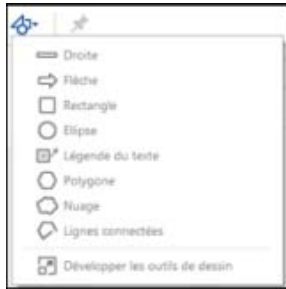 Droite
Flèche
Rectangle
Ellipse
Légende du texte
Polygone
Nuage
Lignes connectées
Développer les outils de dessin